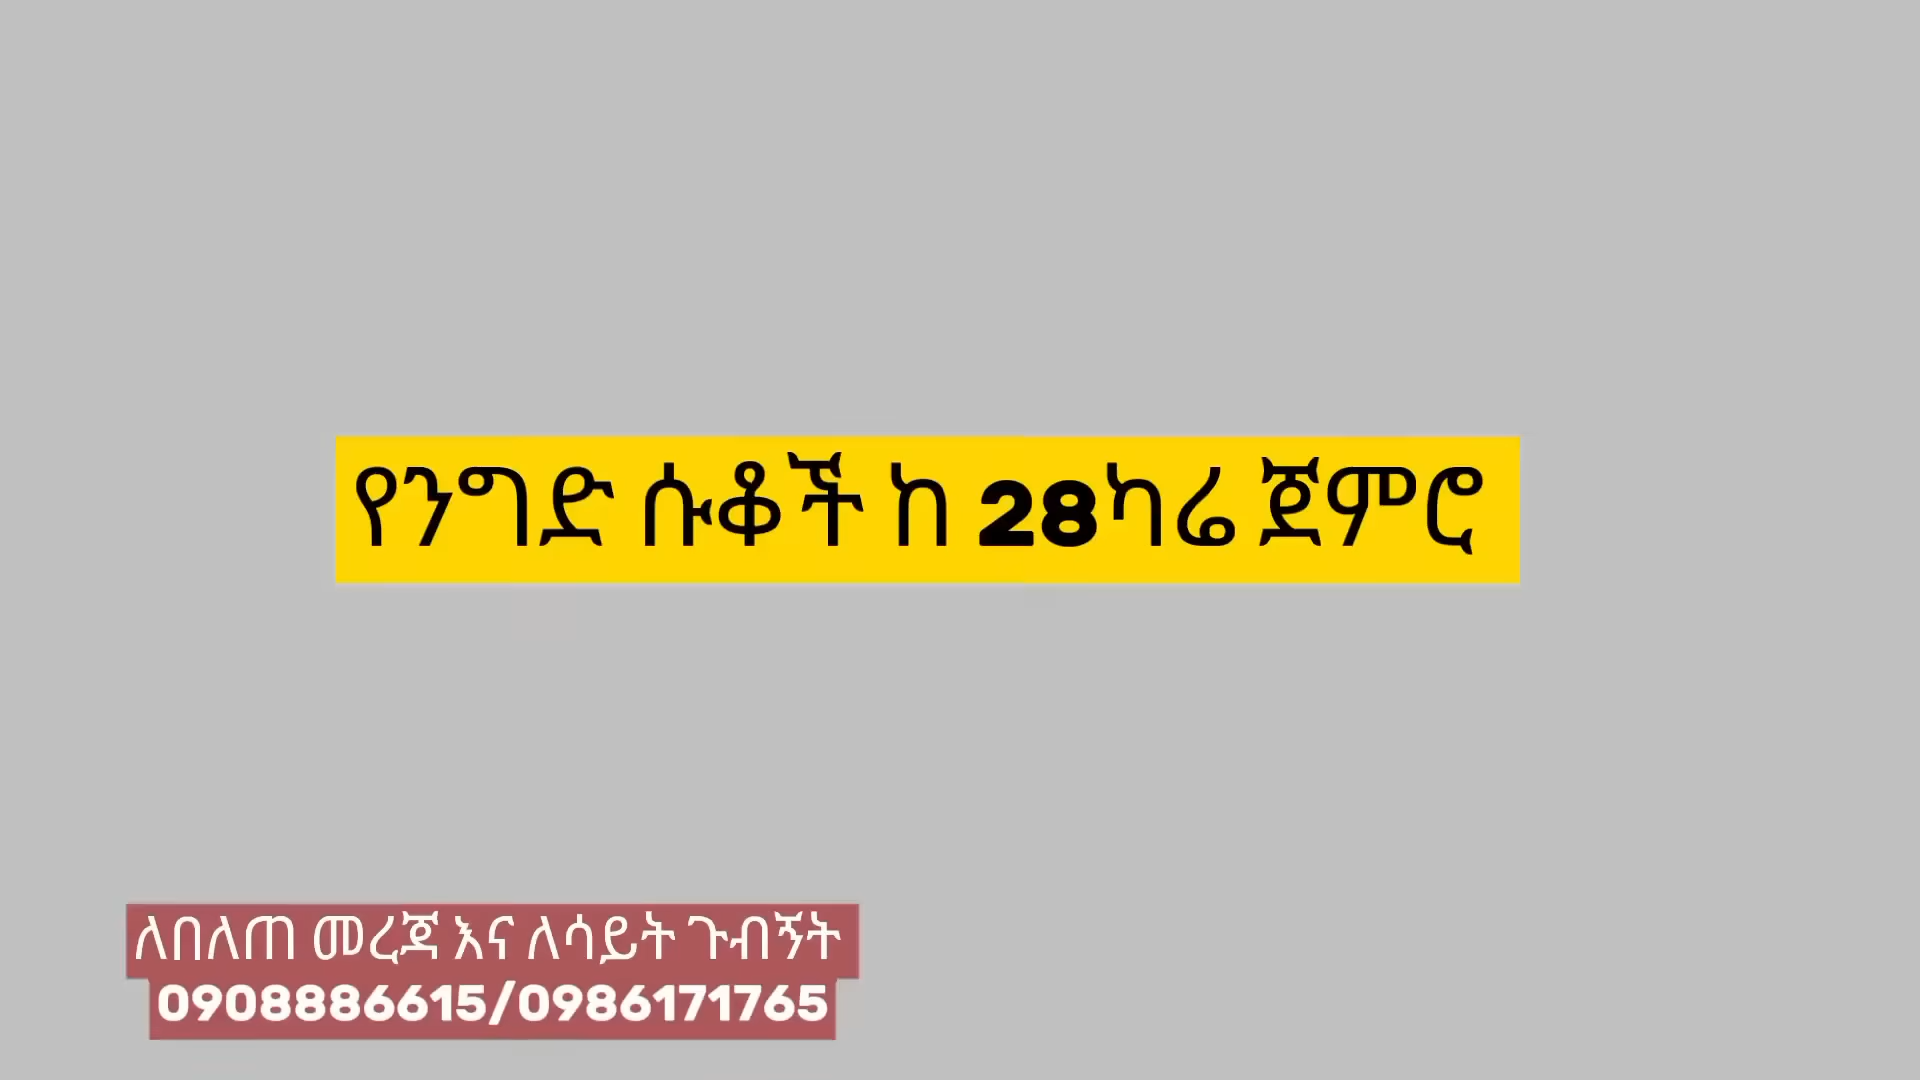 የንግድ ሱቆች ከ 28ካሬ ጀምሮ
ለበለጠ መረጃ እና ለሳይት ጉብኝት
0908886615/0986171765